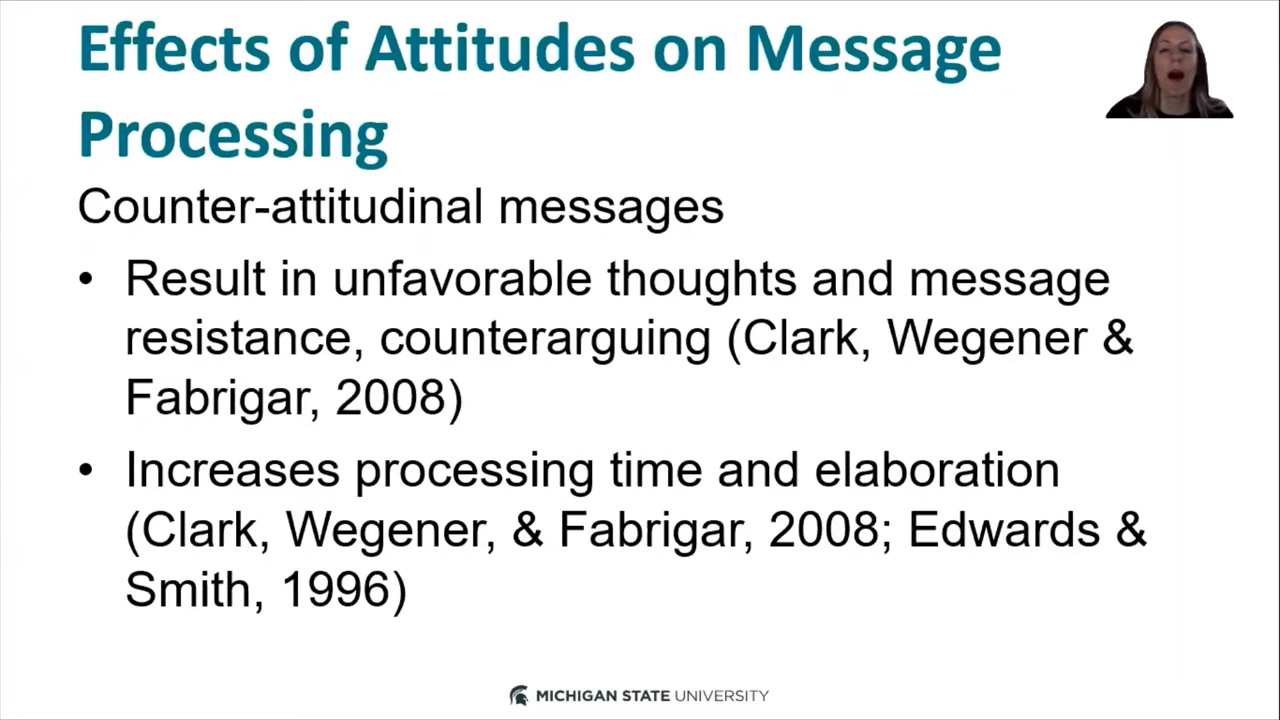 Effects of Attitudes on Message
Processing
Counter-attitudinal messages
• Result in unfavorable thoughts and message
resistance, counterarguing (Clark, Wegener &
Fabrigar, 2008)
• Increases processing time and elaboration
(Clark, Wegener, & Fabrigar, 2008; Edwards &
Smith, 1996)
MICHIGAN STATE UNIVERSITY